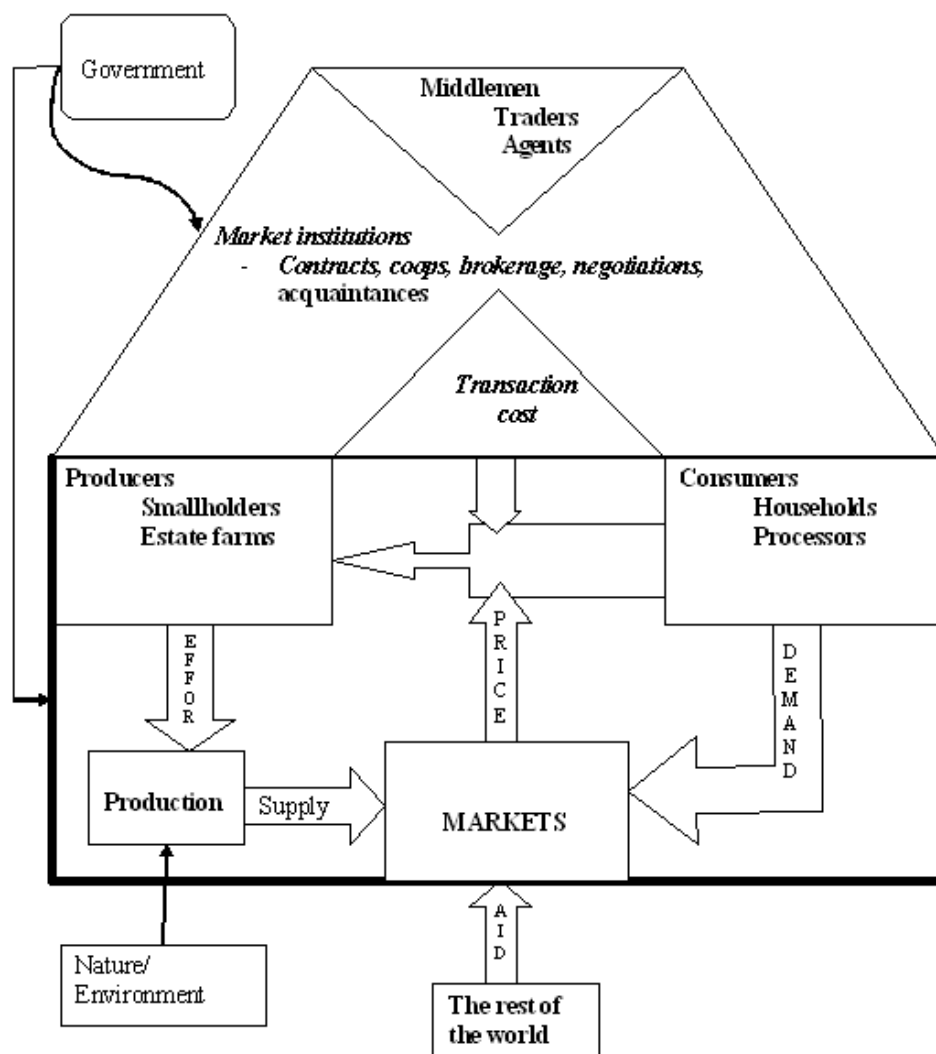 Government
Middlemen
Traders
Agents
Market institutions
- Contracts, coops, brokerage, negotiations,
acquaintances
Transaction
cost
Producers
Smallholders
Estate farms
Consumers
Households
Processors
EFFOR
PRICE
DEMAND
Production
Supply
MARKETS
AID
Nature/
Environment
The rest of
the world